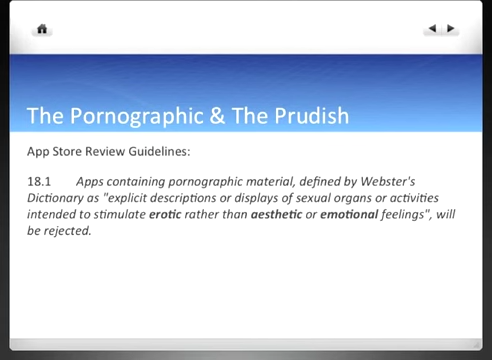 The Pornographic & The Prudish
App Store Review Guidelines:
18.1 Apps containing pornographic material, defined by Webster's
Dictionary as "explicit descriptions or displays of sexual organs or activities
intended to stimulate erotic rather than aesthetic or emotional feelings", will
be rejected.